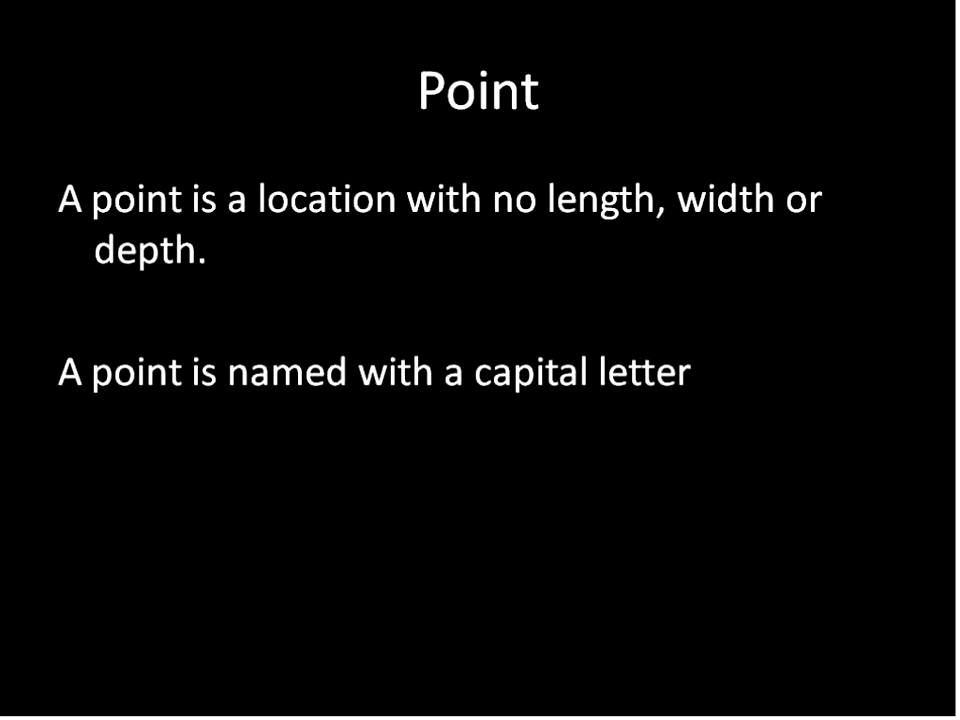 Point
A point is a location with no length, width or
depth.
A point is named with a capital letter